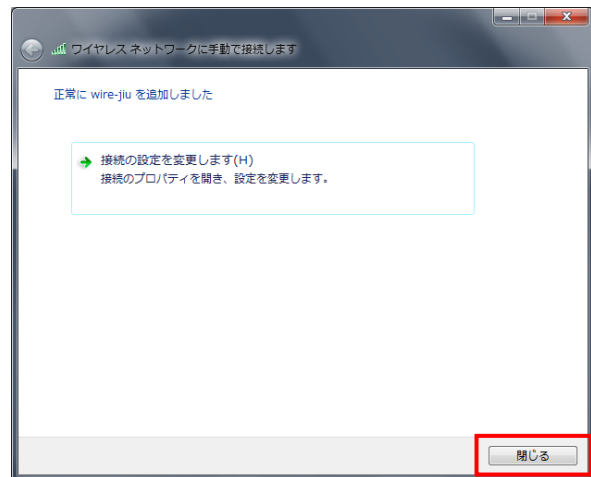 ワイヤレス ネットワークに手動で接続します
正常に wire-jiu を追加しました
接続の設定を変更します(H)
接続のプロパティを開き、設定を変更します。
閉じる